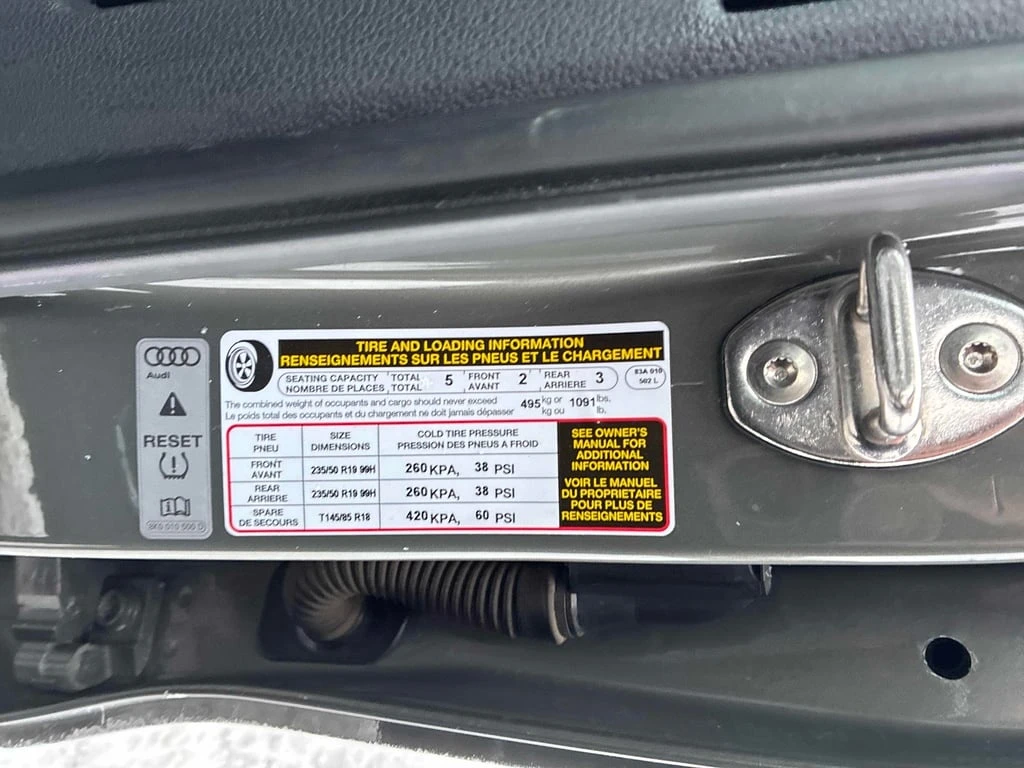 Audi
RESET
8K0 010 500 D
TIRE AND LOADING INFORMATION
RENSEIGNEMENTS SUR LES PNEUS ET LE CHARGEMENT
SEATING CAPACITY TOTAL 5 FRONT 2 REAR 3
NOMBRE DE PLACES TOTAL AVANT ARRIERE
83A 010
502 L
The combined weight of occupants and cargo should never exceed 495 kg or 1091 lbs.
Le poids total des occupants et du chargement ne doit jamais dépasser kg ou lb.
TIRE SIZE COLD TIRE PRESSURE
PNEU DIMENSIONS PRESSION DES PNEUS A FROID
FRONT
AVANT 235/50 R19 99H 260 KPA, 38 PSI
REAR
ARRIERE 235/50 R19 99H 260 KPA, 38 PSI
SPARE
DE SECOURS T145/85 R18 420 KPA, 60 PSI
SEE OWNER'S
MANUAL FOR
ADDITIONAL
INFORMATION
VOIR LE MANUEL
DU PROPRIETAIRE
POUR PLUS DE
RENSEIGNEMENTS